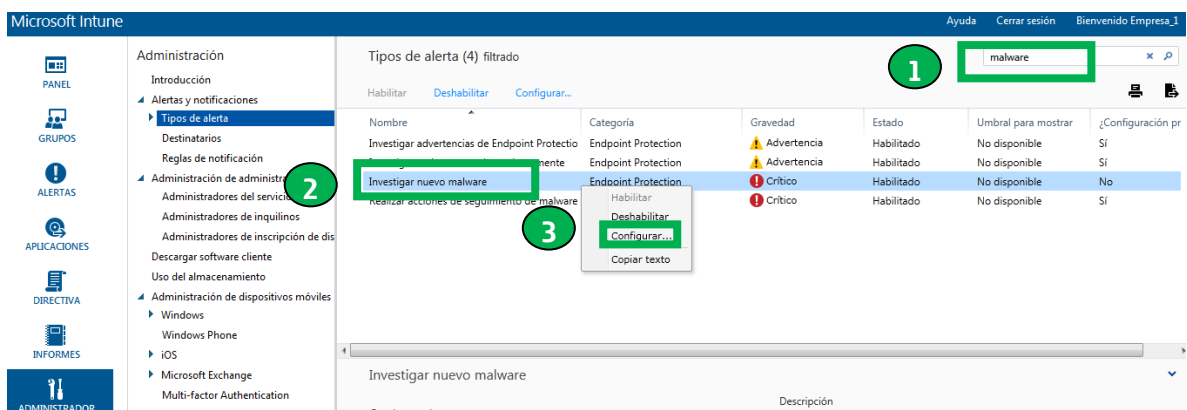 Microsoft Intune
Ayuda Cerrar sesión Bienvenido Empresa_1
PANEL
GRUPOS
ALERTAS
APLICACIONES
DIRECTIVA
INFORMES
ADMINISTRADOR
Administración
Introducción
Alertas y notificaciones
Tipos de alerta
Destinatarios
Reglas de notificación
Administración de administra
Administradores del servicio
Administradores de inquilinos
Administradores de inscripción de dis
Descargar software cliente
Uso del almacenamiento
Administración de dispositivos móviles
Windows
Windows Phone
iOS
Microsoft Exchange
Multi-factor Authentication
Tipos de alerta (4) filtrado
1
malware
Habilitar Deshabilitar Configurar...
Nombre Categoría Gravedad Estado Umbral para mostrar ¿Configuración pr
Investigar advertencias de Endpoint Protectio Endpoint Protection Advertencia Habilitado No disponible Sí
mente Endpoint Protection Advertencia Habilitado No disponible Sí
2
Investigar nuevo malware Endpoint Protection Crítico Habilitado No disponible No
Realizar acciones de seguimiento de malware Crítico Habilitado No disponible Sí
3
Habilitar
Deshabilitar
Configurar...
Copiar texto
Investigar nuevo malware
Descripción